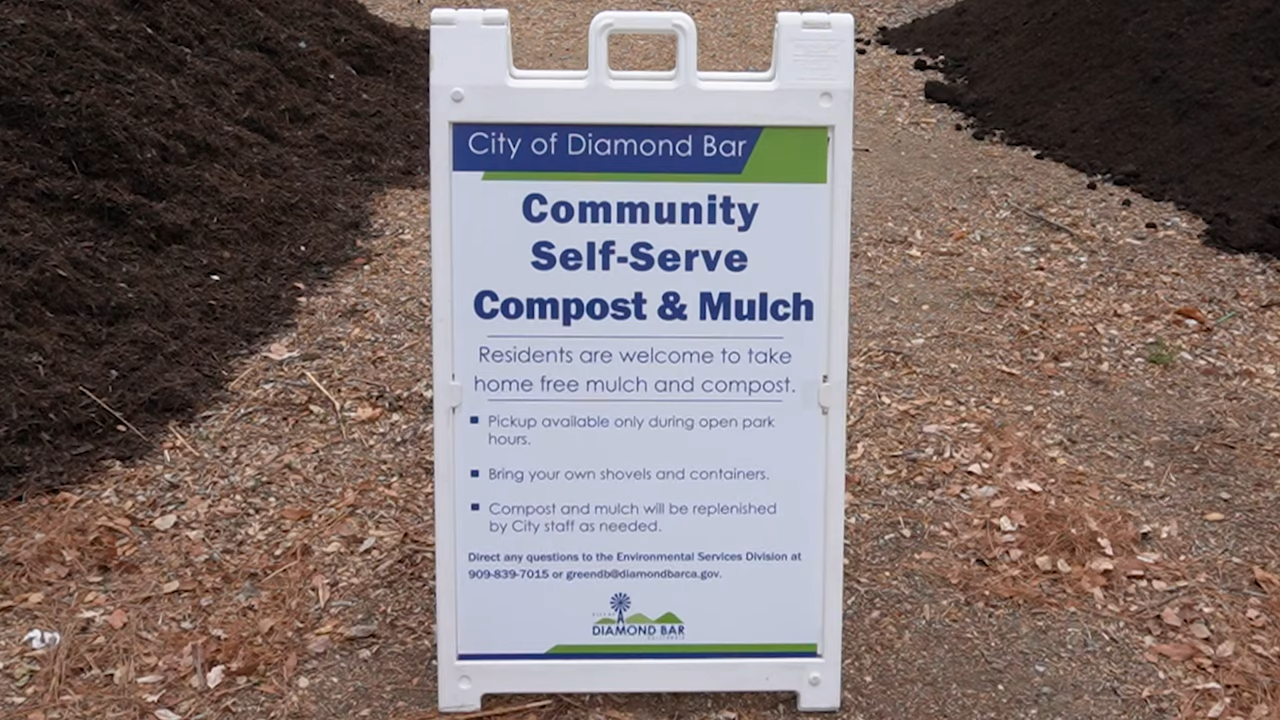 City of Diamond Bar
Community
Self-Serve
Compost & Mulch
Residents are welcome to take
home free mulch and compost.
Pickup available only during open park
hours.
Bring your own shovels and containers.
Compost and mulch will be replenished
by City staff as needed.
Direct any questions to the Environmental Services Division at
909-839-7015 or greendb@diamondbarca.gov.
DIAMOND BAR